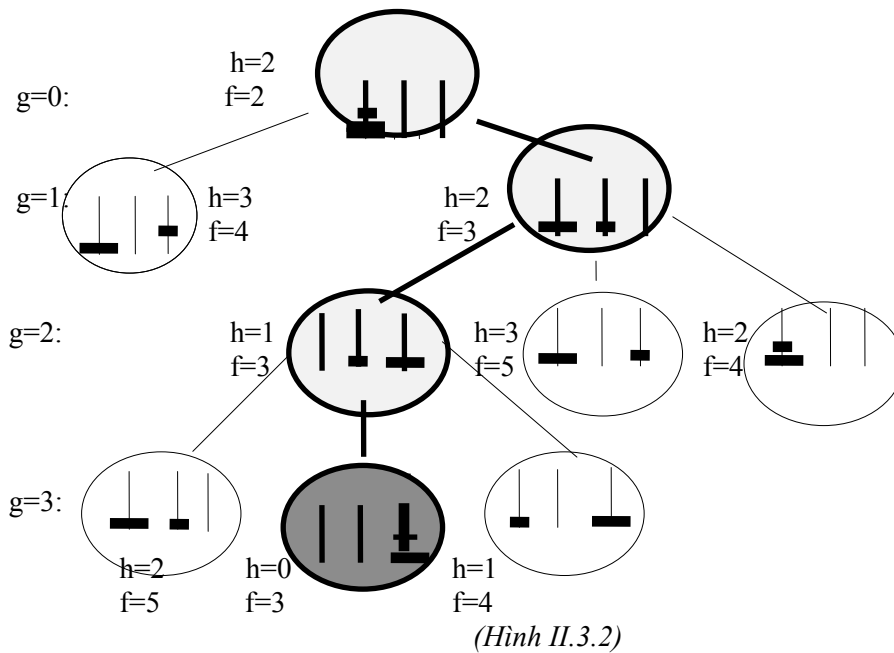 h=2
g=0: f=2
g=1: h=3 h=2
f=4 f=3
g=2: h=1 h=3 h=2
f=3 f=5 f=4
g=3:
h=2 h=0 h=1
f=5 f=3 f=4
(Hình II.3.2)